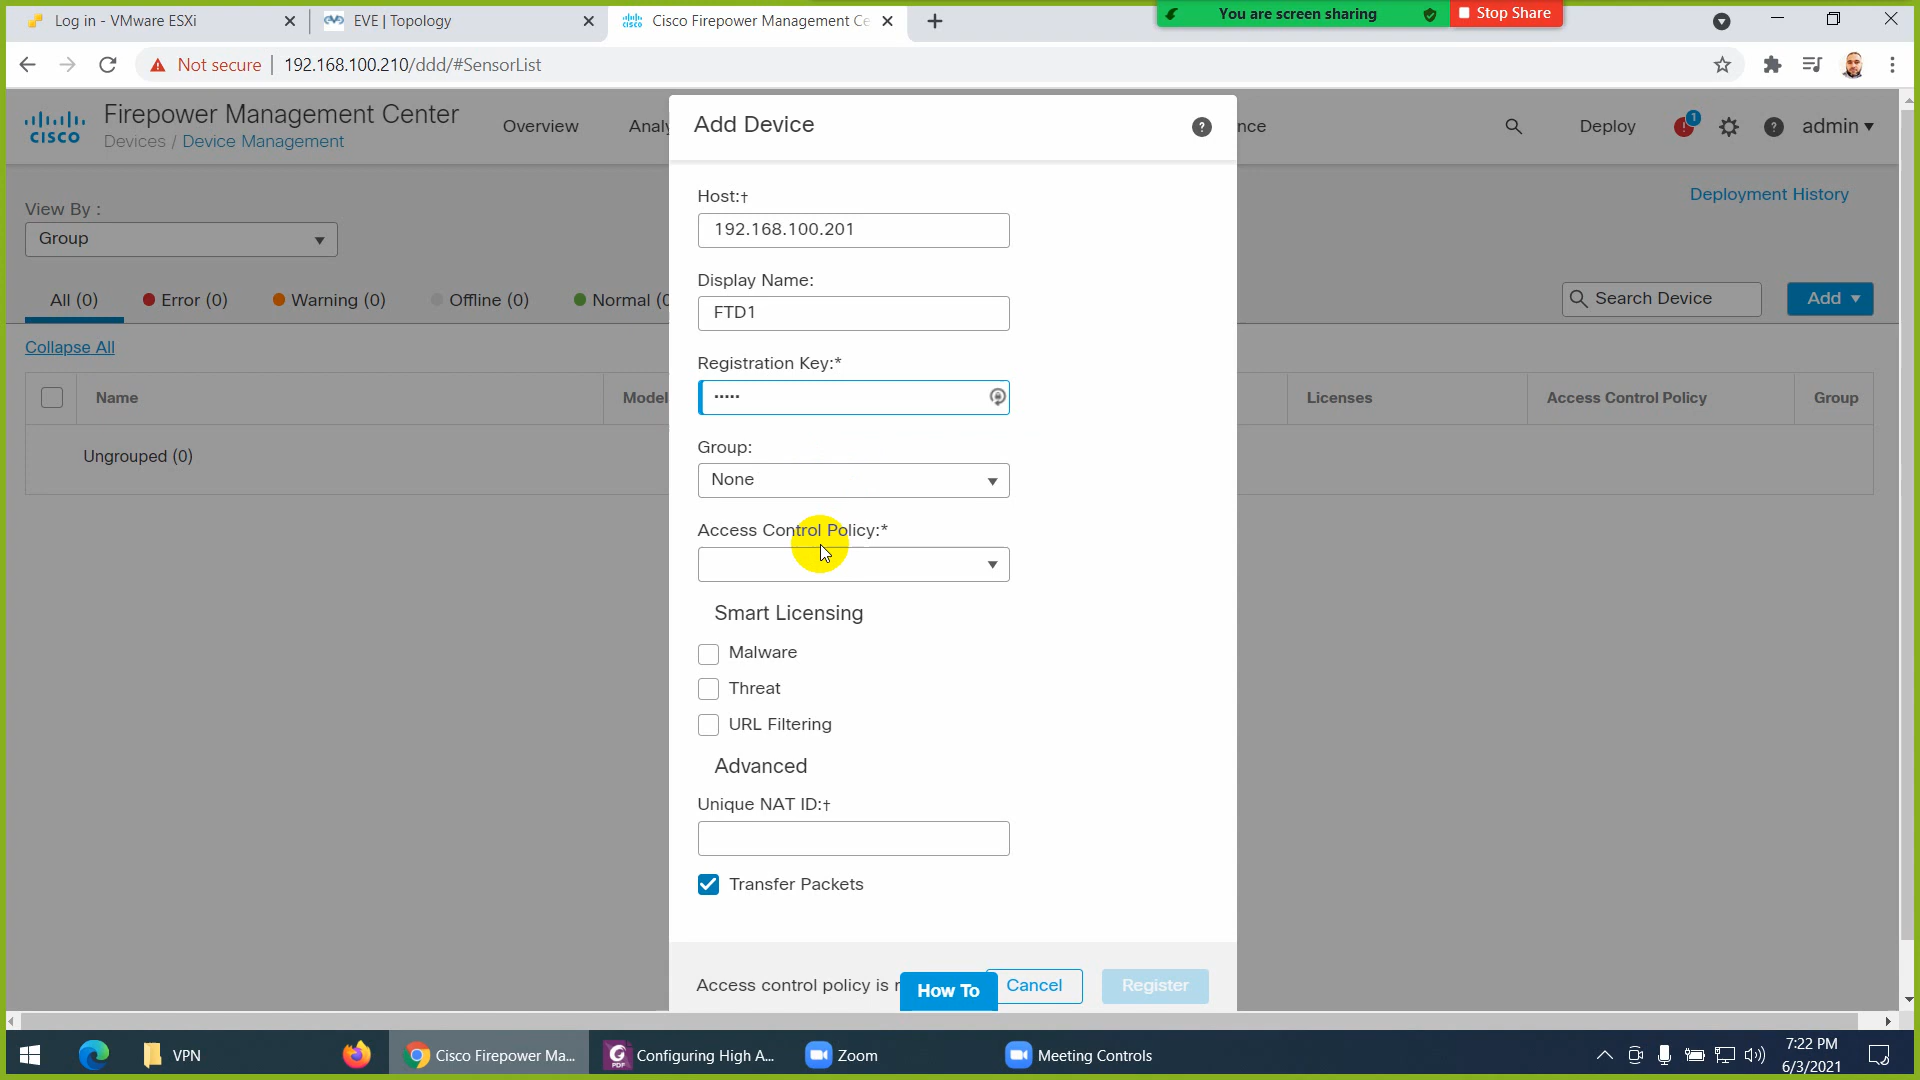 Log in - VMware ESXi
EVE | Topology
Cisco Firepower Management Ce
You are screen sharing
Stop Share
Not secure
192.168.100.210/ddd/#SensorList
cisco
Firepower Management Center
Devices / Device Management
Overview
Analy
nce
Deploy
1
admin
Add Device
Deployment History
View By :
Group
All (0)
Error (0)
Warning (0)
Offline (0)
Normal (0
Search Device
Add
Collapse All
Name
Model
Licenses
Access Control Policy
Group
Ungrouped (0)
Host:†
192.168.100.201
Display Name:
FTD1
Registration Key:*
•••••
Group:
None
Access Control Policy:*
Smart Licensing
Malware
Threat
URL Filtering
Advanced
Unique NAT ID:†
Transfer Packets
Access control policy is r
How To
Cancel
Register
VPN
Cisco Firepower Ma...
Configuring High A...
Zoom
Meeting Controls
7:22 PM
6/3/2021